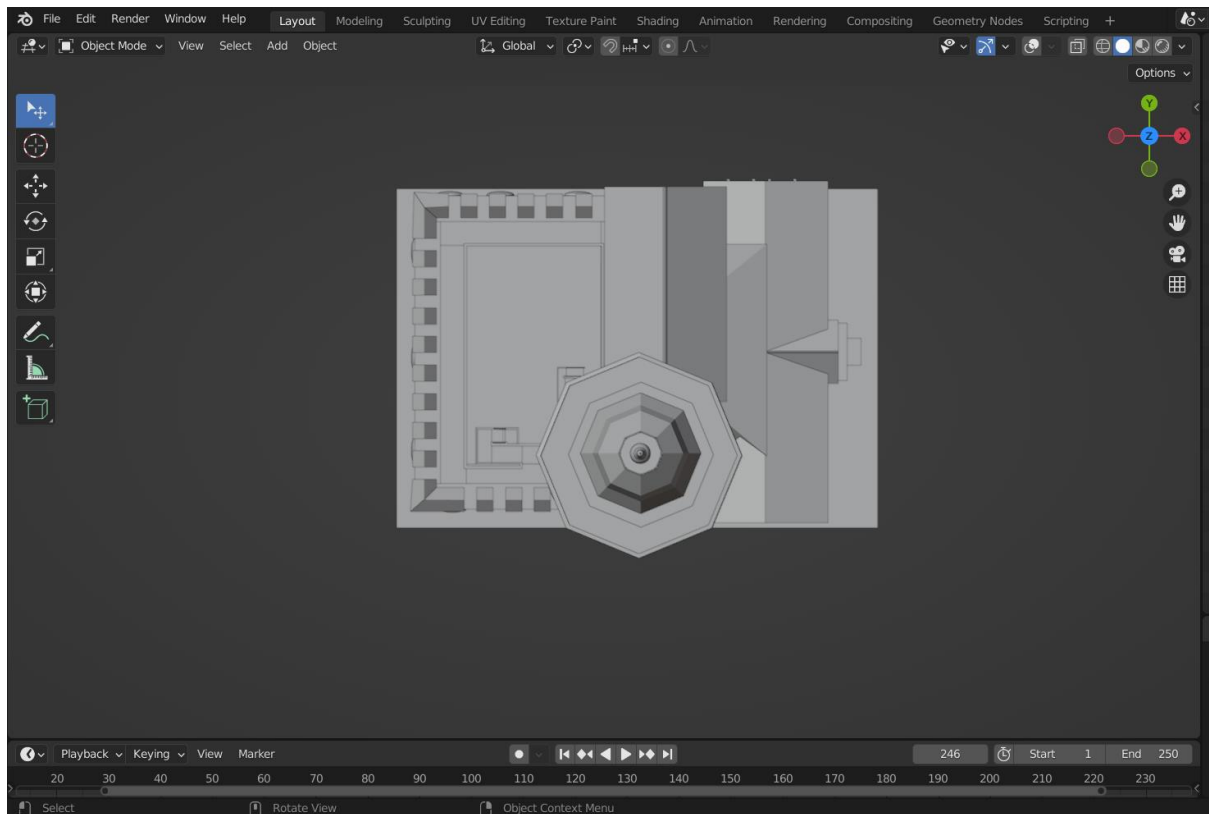 File Edit Render Window Help Layout Modeling Sculpting UV Editing Texture Paint Shading Animation Rendering Compositing Geometry Nodes Scripting +
Object Mode View Select Add Object Global
Options
Y
Z X
Playback Keying View Marker 246 Start 1 End 250
20 30 40 50 60 70 80 90 100 110 120 130 140 150 160 170 180 190 200 210 220 230
Select Rotate View Object Context Menu